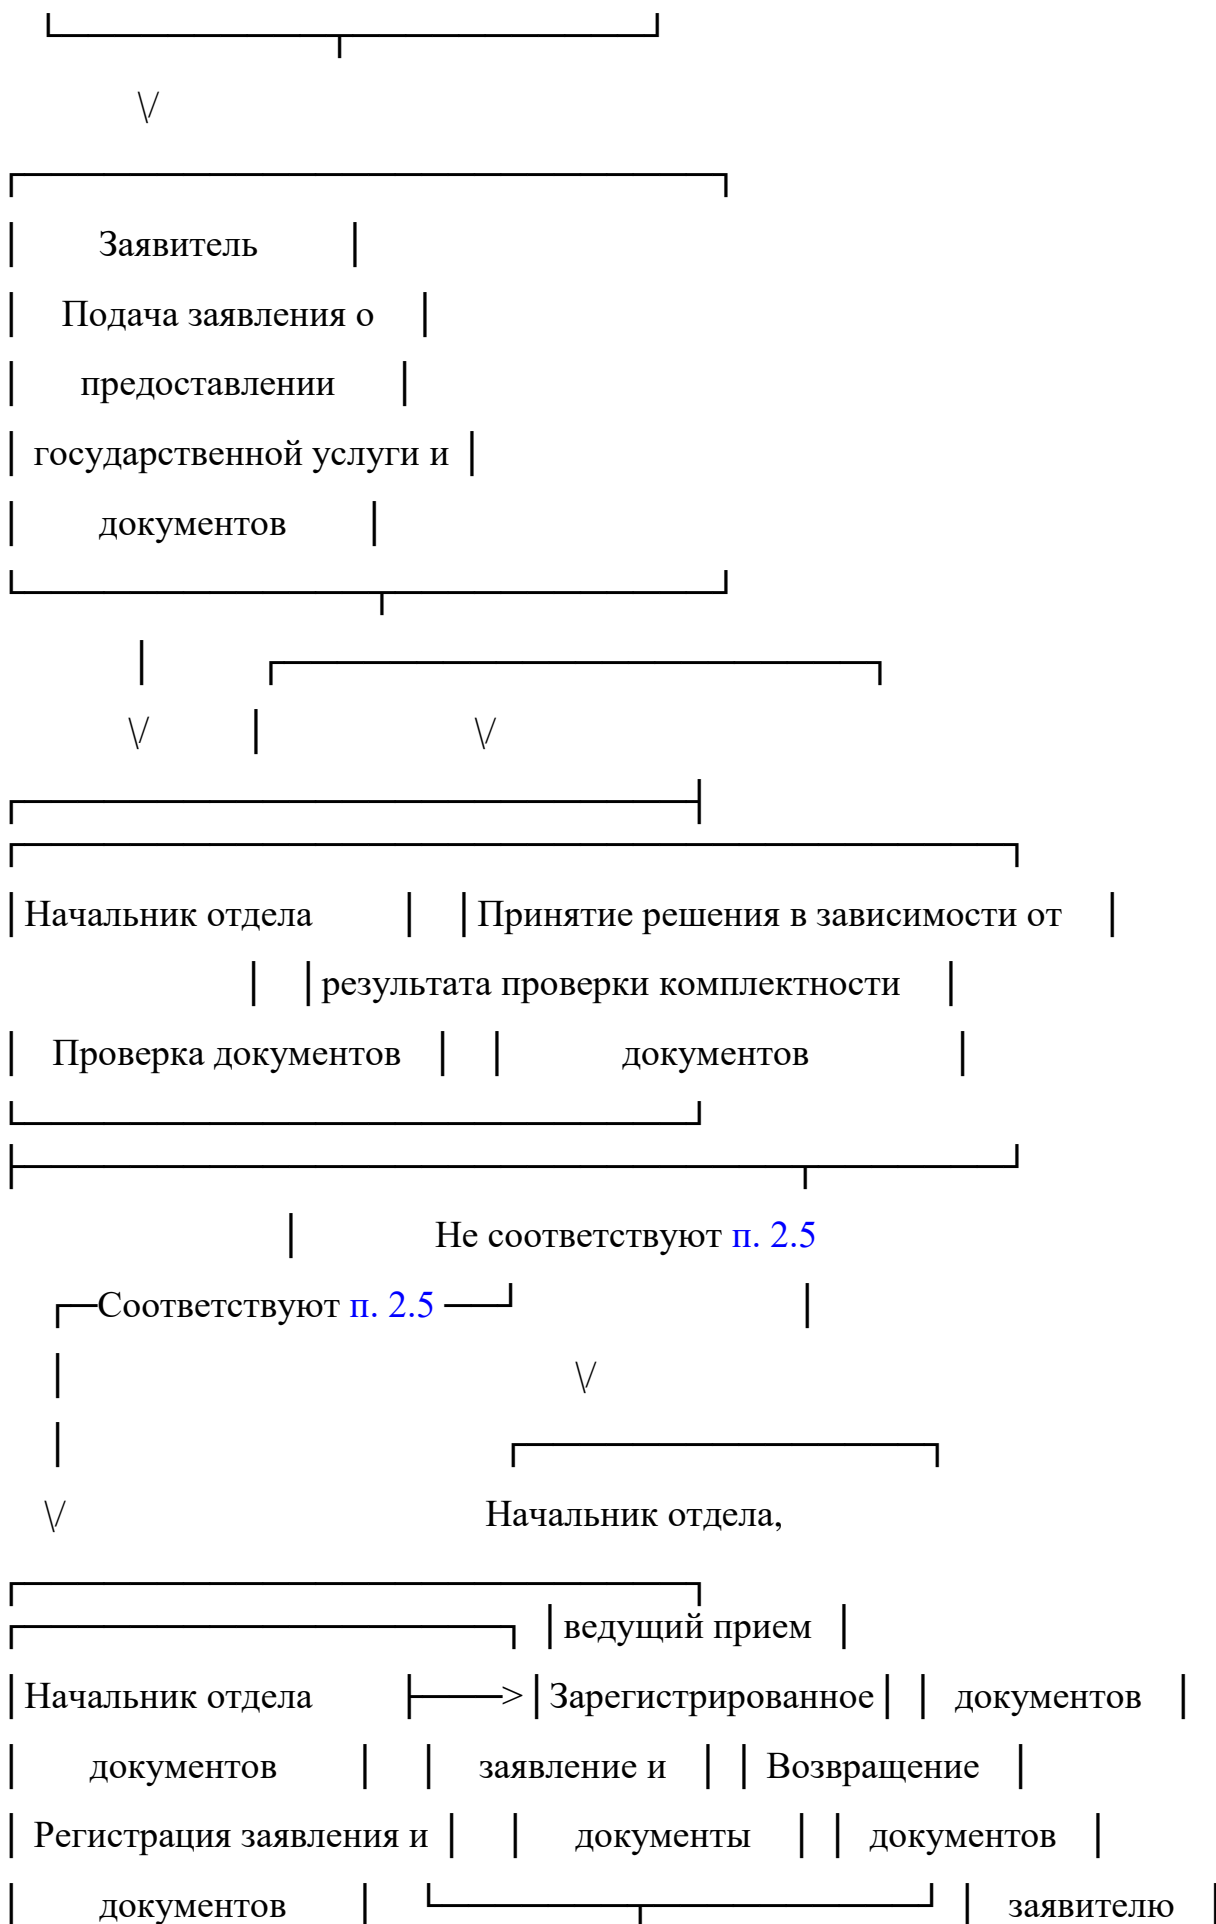 \/
Заявитель
Подача заявления о
предоставлении
государственной услуги и
документов
\/ \/
Начальник отдела Принятие решения в зависимости от
результата проверки комплектности
Проверка документов документов
Не соответствуют п. 2.5
Соответствуют п. 2.5
\/
\/ Начальник отдела,
ведущий прием
Начальник отдела > Зарегистрированное документов
документов заявление и Возвращение
Регистрация заявления и документы документов
документов заявителю